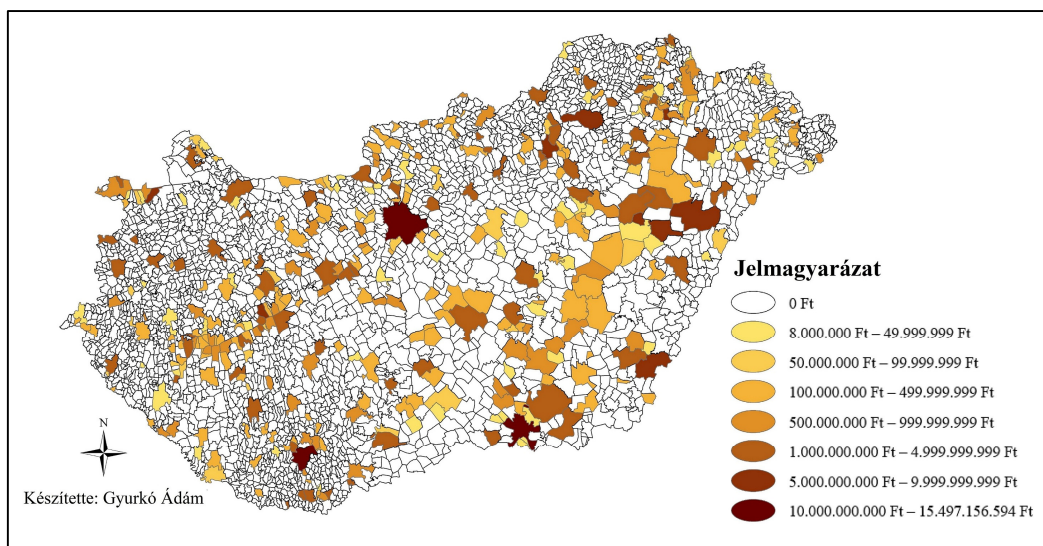 Jelmagyarázat
0 Ft
8.000.000 Ft – 49.999.999 Ft
50.000.000 Ft – 99.999.999 Ft
100.000.000 Ft – 499.999.999 Ft
500.000.000 Ft – 999.999.999 Ft
1.000.000.000 Ft – 4.999.999.999 Ft
5.000.000.000 Ft – 9.999.999.999 Ft
10.000.000.000 Ft – 15.497.156.594 Ft
N
Készítette: Gyurkó Ádám